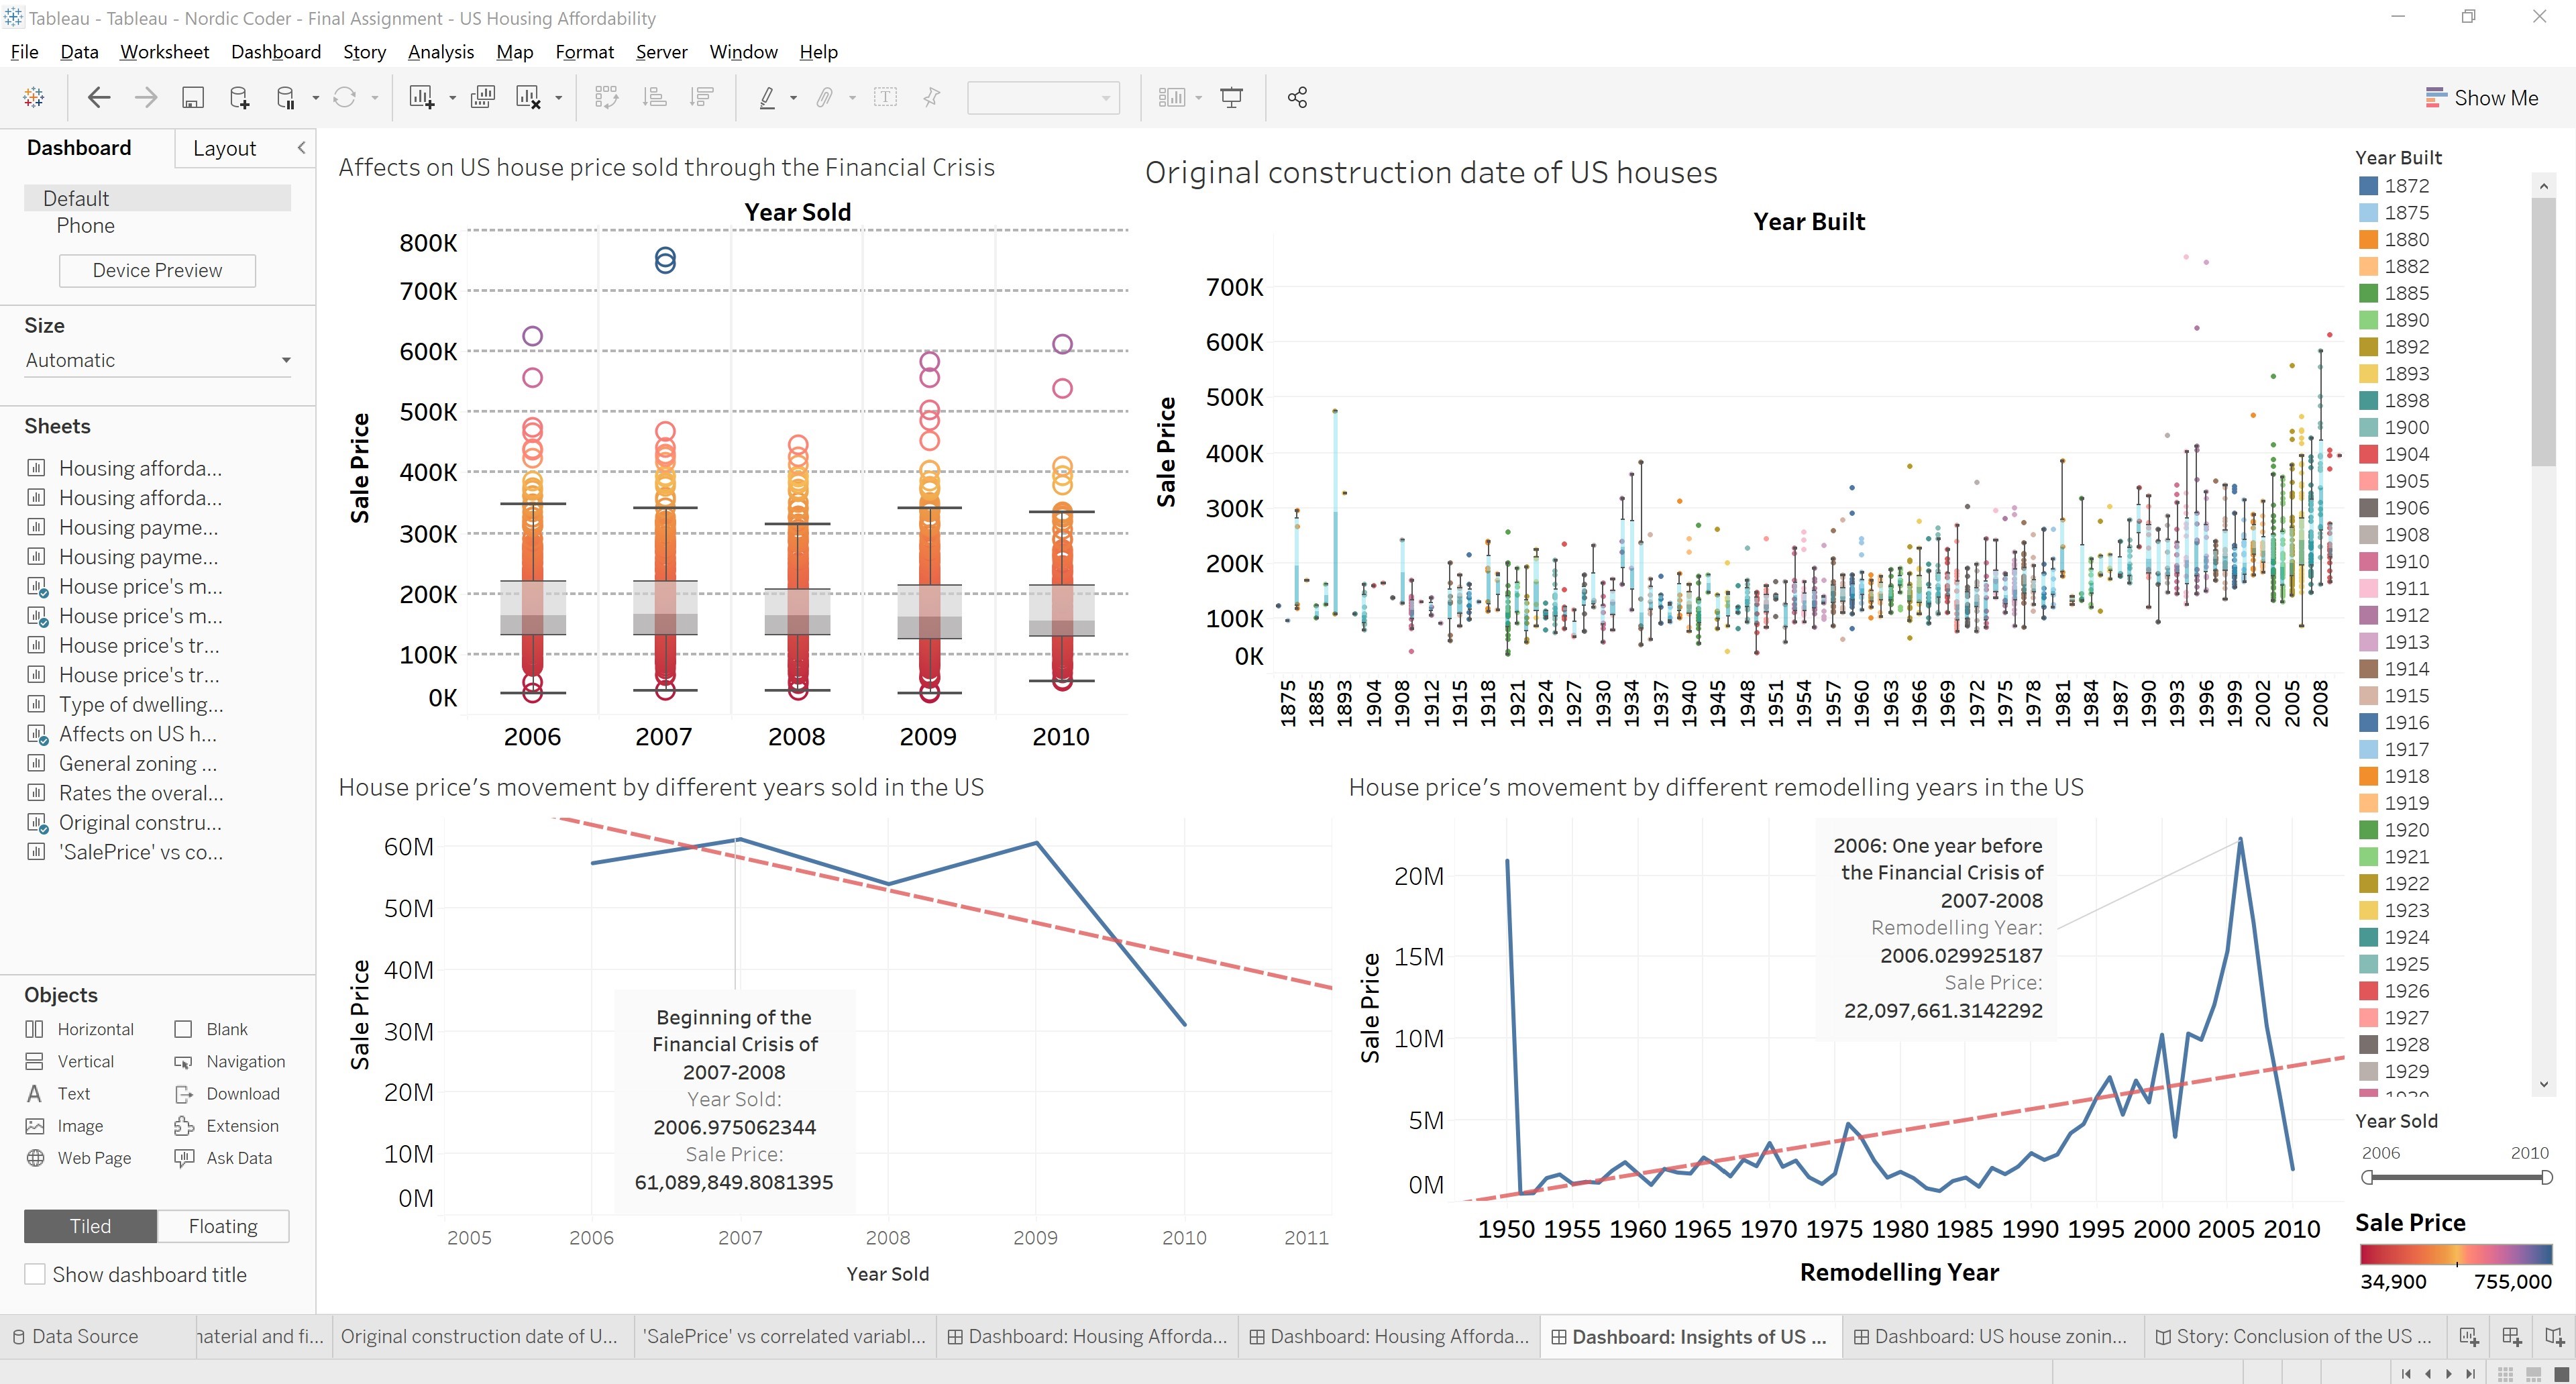 Tableau - Tableau - Nordic Coder - Final Assignment - US Housing Affordability
File Data Worksheet Dashboard Story Analysis Map Format Server Window Help
Show Me
Dashboard Layout
Default
Phone
Device Preview
Size
Automatic
Sheets
Housing afforda...
Housing afforda...
Housing payme...
Housing payme...
House price's m...
House price's m...
House price's tr...
House price's tr...
Type of dwelling...
Affects on US h...
General zoning ...
Rates the overal...
Original constru...
'SalePrice' vs co...
Objects
Horizontal Blank
Vertical Navigation
Text Download
Image Extension
Web Page Ask Data
Tiled Floating
Show dashboard title
Affects on US house price sold through the Financial Crisis
Year Sold
Sale Price
800K
700K
600K
500K
400K
300K
200K
100K
0K
2006 2007 2008 2009 2010
Original construction date of US houses
Year Built
Sale Price
700K
600K
500K
400K
300K
200K
100K
0K
1875 1885 1893 1904 1908 1912 1915 1918 1921 1924 1927 1930 1934 1937 1940 1945 1948 1951 1954 1957 1960 1963 1966 1969 1972 1975 1978 1981 1984 1987 1990 1993 1996 1999 2002 2005 2008
House price's movement by different years sold in the US
Sale Price
60M
50M
40M
30M
20M
10M
0M
Beginning of the
Financial Crisis of
2007-2008
Year Sold:
2006.975062344
Sale Price:
61,089,849.8081395
2005 2006 2007 2008 2009 2010 2011
Year Sold
House price's movement by different remodelling years in the US
Sale Price
20M
15M
10M
5M
0M
2006: One year before
the Financial Crisis of
2007-2008
Remodelling Year:
2006.029925187
Sale Price:
22,097,661.3142292
1950 1955 1960 1965 1970 1975 1980 1985 1990 1995 2000 2005 2010
Remodelling Year
Year Built
1872
1875
1880
1882
1885
1890
1892
1893
1898
1900
1904
1905
1906
1908
1910
1911
1912
1913
1914
1915
1916
1917
1918
1919
1920
1921
1922
1923
1924
1925
1926
1927
1928
1929
Year Sold
2006 2010
Sale Price
34,900 755,000
Data Source
aterial and fi... Original construction date of U... 'SalePrice' vs correlated variabl... Dashboard: Housing Afforda... Dashboard: Housing Afforda... Dashboard: Insights of US ... Dashboard: US house zonin... Story: Conclusion of the US ...